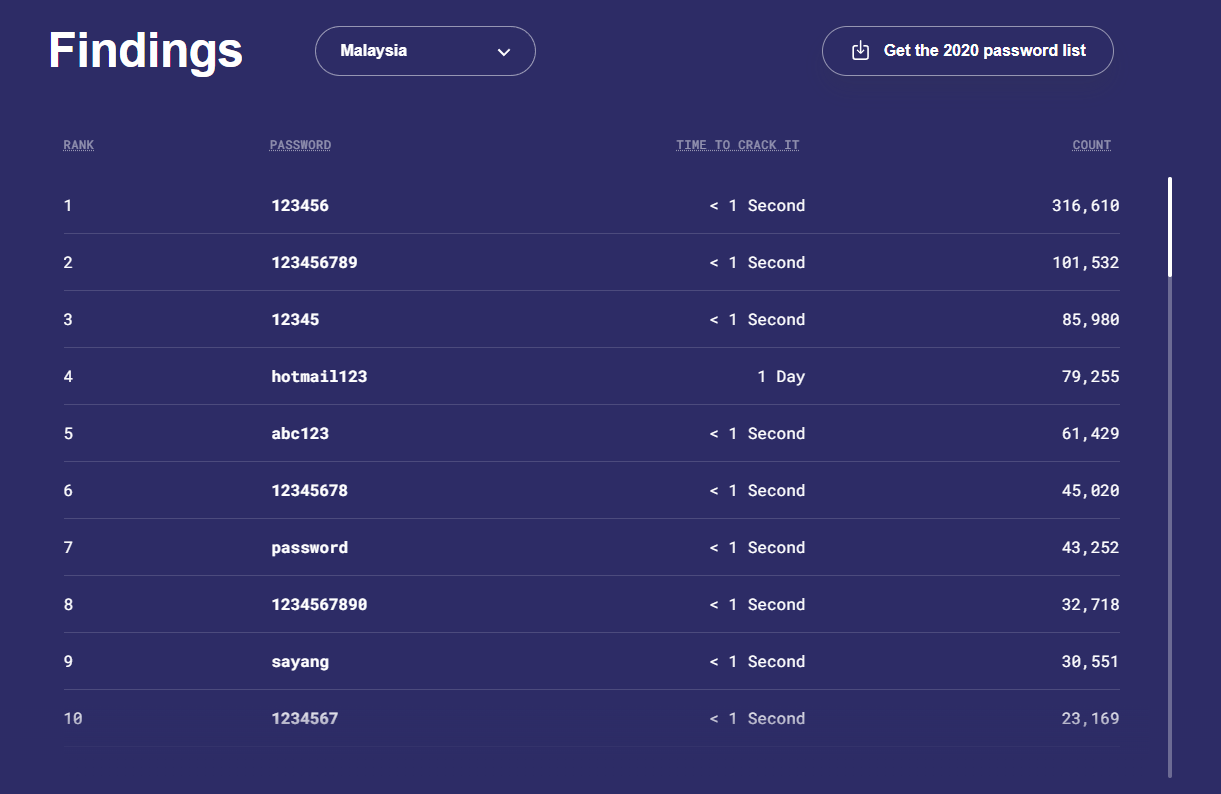 Findings
Malaysia
Get the 2020 password list
RANK PASSWORD TIME TO CRACK IT COUNT
1 123456 < 1 Second 316,610
2 123456789 < 1 Second 101,532
3 12345 < 1 Second 85,980
4 hotmail123 1 Day 79,255
5 abc123 < 1 Second 61,429
6 12345678 < 1 Second 45,020
7 password < 1 Second 43,252
8 1234567890 < 1 Second 32,718
9 sayang < 1 Second 30,551
10 1234567 < 1 Second 23,169